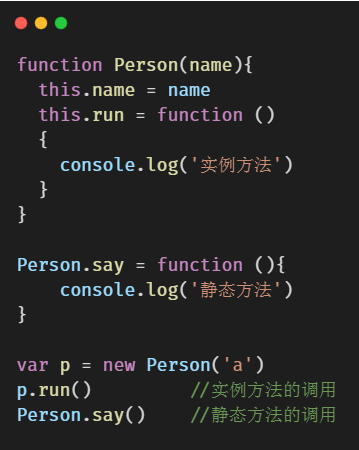 function Person(name){
  this.name = name
  this.run = function ()
  {
    console.log('实例方法')
  }
}

Person.say = function (){
    console.log('静态方法')
}

var p = new Person('a')
p.run()         //实例方法的调用
Person.say()    //静态方法的调用